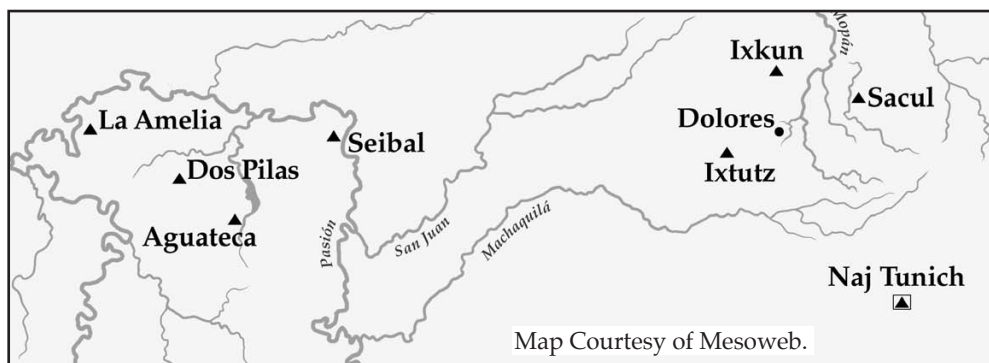 Mopán
Ixkun
Sacul
La Amelia
Dolores
Seibal
Dos Pilas
Ixtutz
Aguateca
Pasión
San Juan
Machaquilá
Naj Tunich
Map Courtesy of Mesoweb.